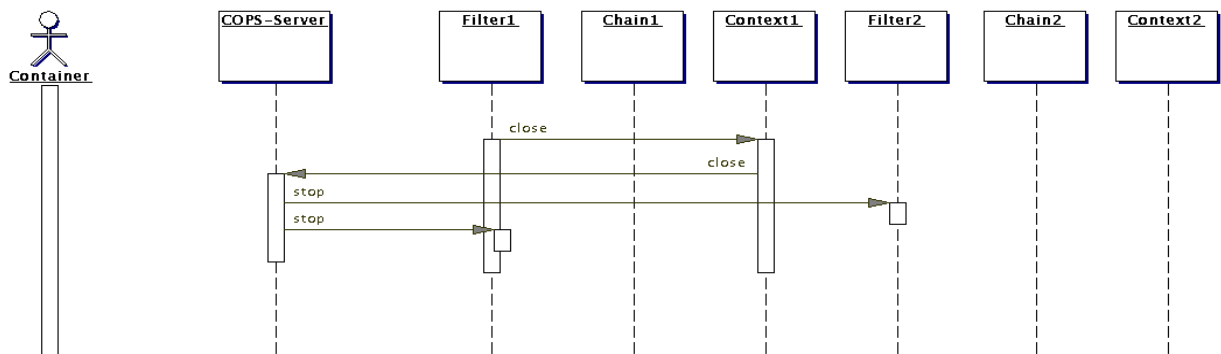 COPS-Server
Filter1
Chain1
Context1
Filter2
Chain2
Context2
Container
close
close
stop
stop